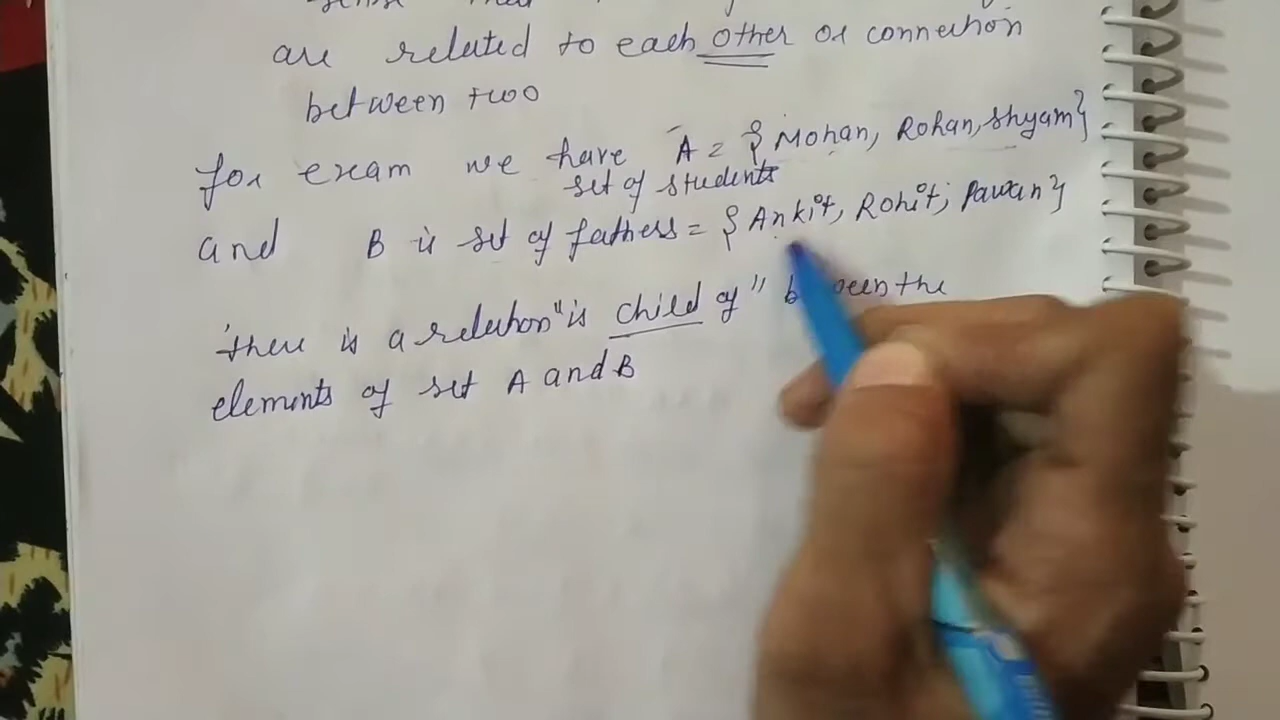 are related to each other or connection
between two
for exam we have A = {Mohan, Rohan, Shyam}
set of students
and B is set of fathers = {Ankit, Rohit, Pawan}
there is a relation "is child of" between the
elements of set A and B